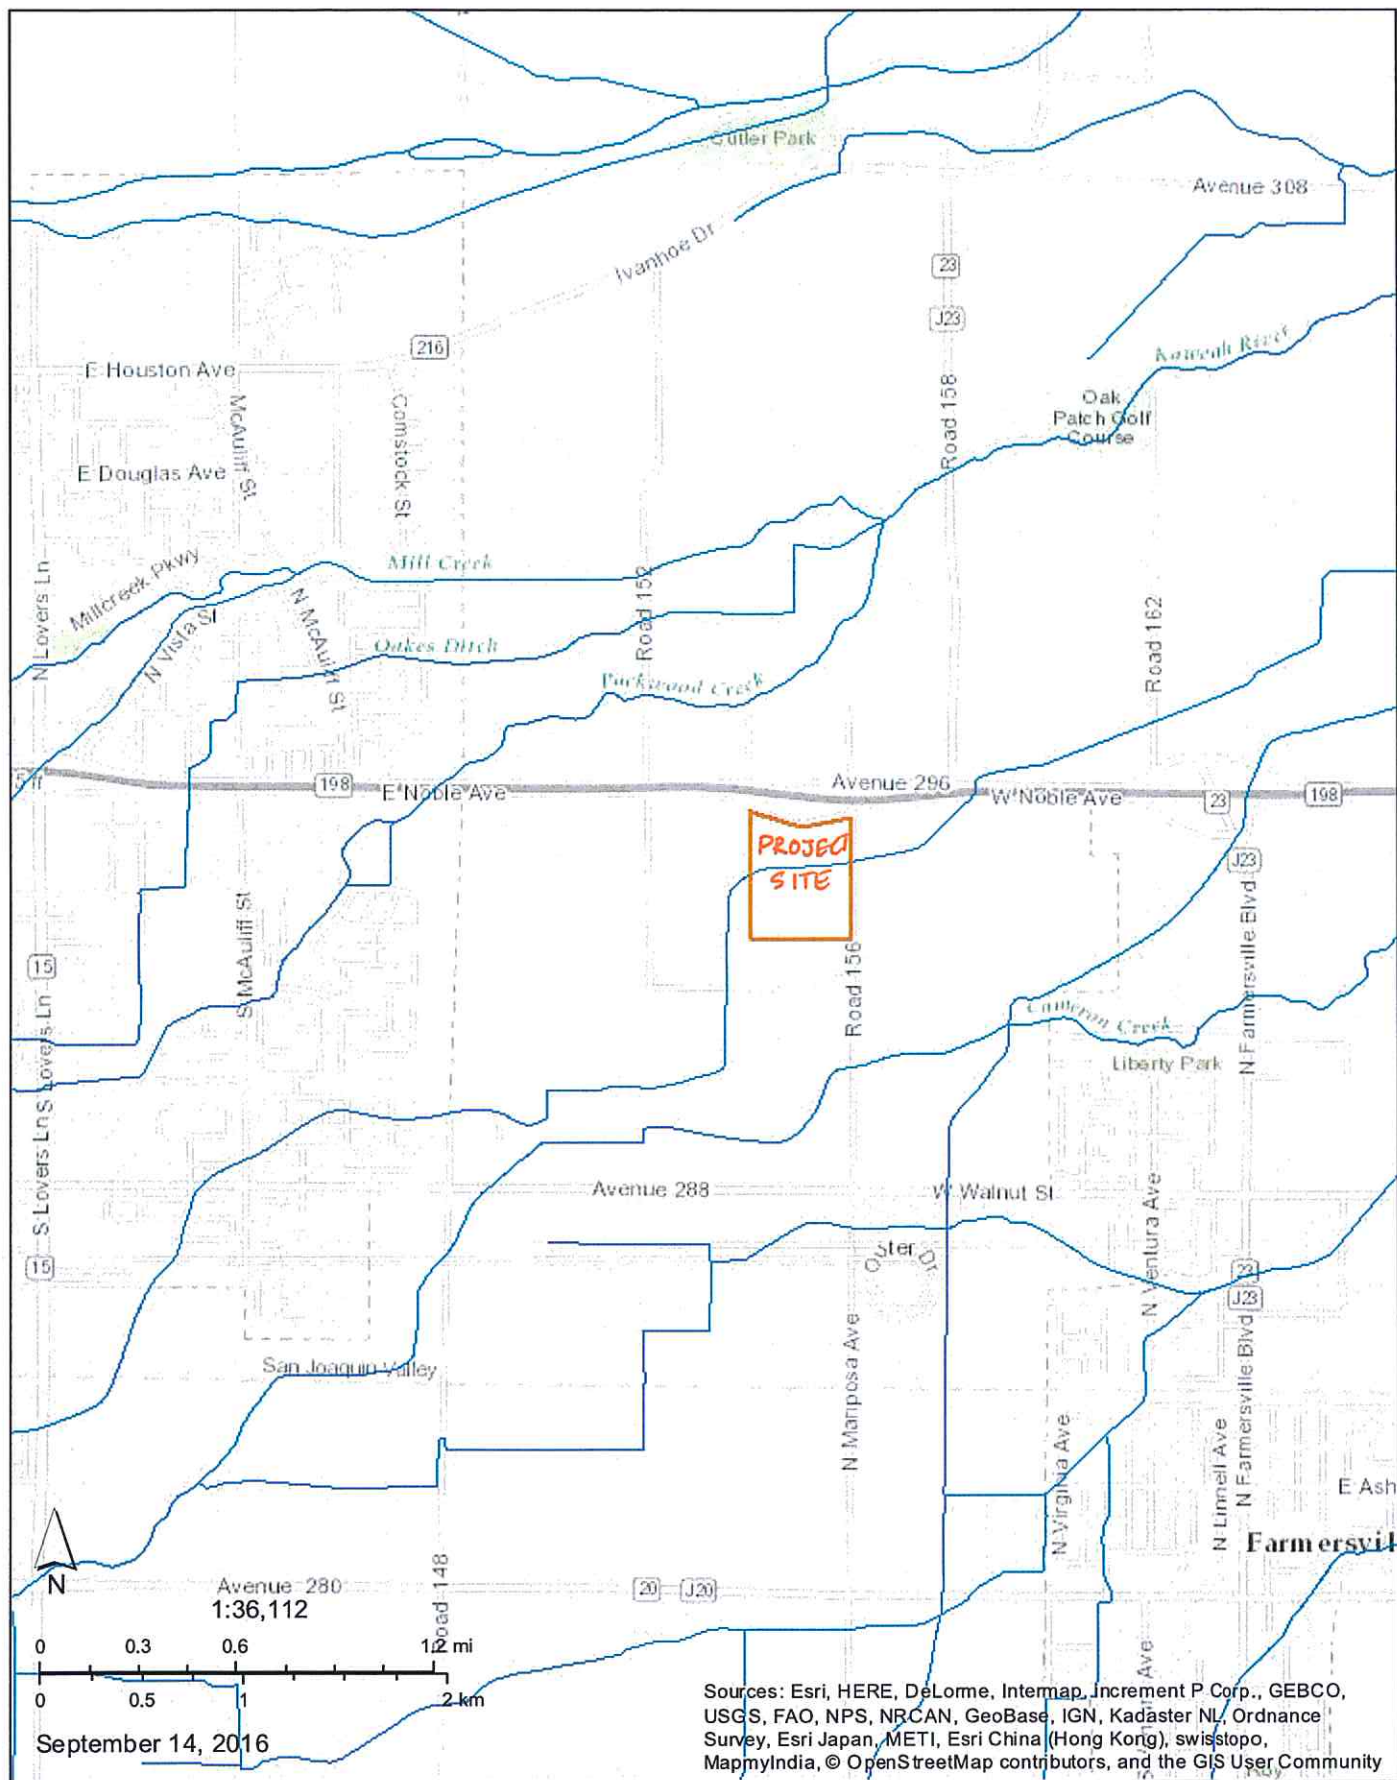 Cutler Park
Avenue 308
Ivanhoe Dr
23
J23
216
E Houston Ave
Kaweah River
McAuliff St
Comstock St
Road 158
Oak
Patch Golf
Course
E Douglas Ave
Mill Creek
Millcreek Pkwy
N Lovers Ln
N Vista St
N McAuliff St
Road 152
Oakes Ditch
Road 162
Packwood Creek
198
E Noble Ave
Avenue 296
W Noble Ave
23
198
PROJECT
SITE
J23
S McAuliff St
N Farmersville Blvd
15
Road 156
Cameron Creek
Liberty Park
S Lovers Ln
S Lovers Ln
Avenue 288
W Walnut St
N Ventura Ave
Oster Dr
15
23
J23
San Joaquin Valley
N Mariposa Ave
N Virginia Ave
N Linnell Ave
N Farmersville Blvd
E Ash
Farmersvil
N
Avenue 280
Road 148
20
J20
1:36,112
0 0.3 0.6 1.2 mi
0 0.5 1 2 km
September 14, 2016
Sources: Esri, HERE, DeLorme, Intermap, increment P Corp., GEBCO,
USGS, FAO, NPS, NRCAN, GeoBase, IGN, Kadaster NL, Ordnance
Survey, Esri Japan, METI, Esri China (Hong Kong), swisstopo,
MapmyIndia, © OpenStreetMap contributors, and the GIS User Community